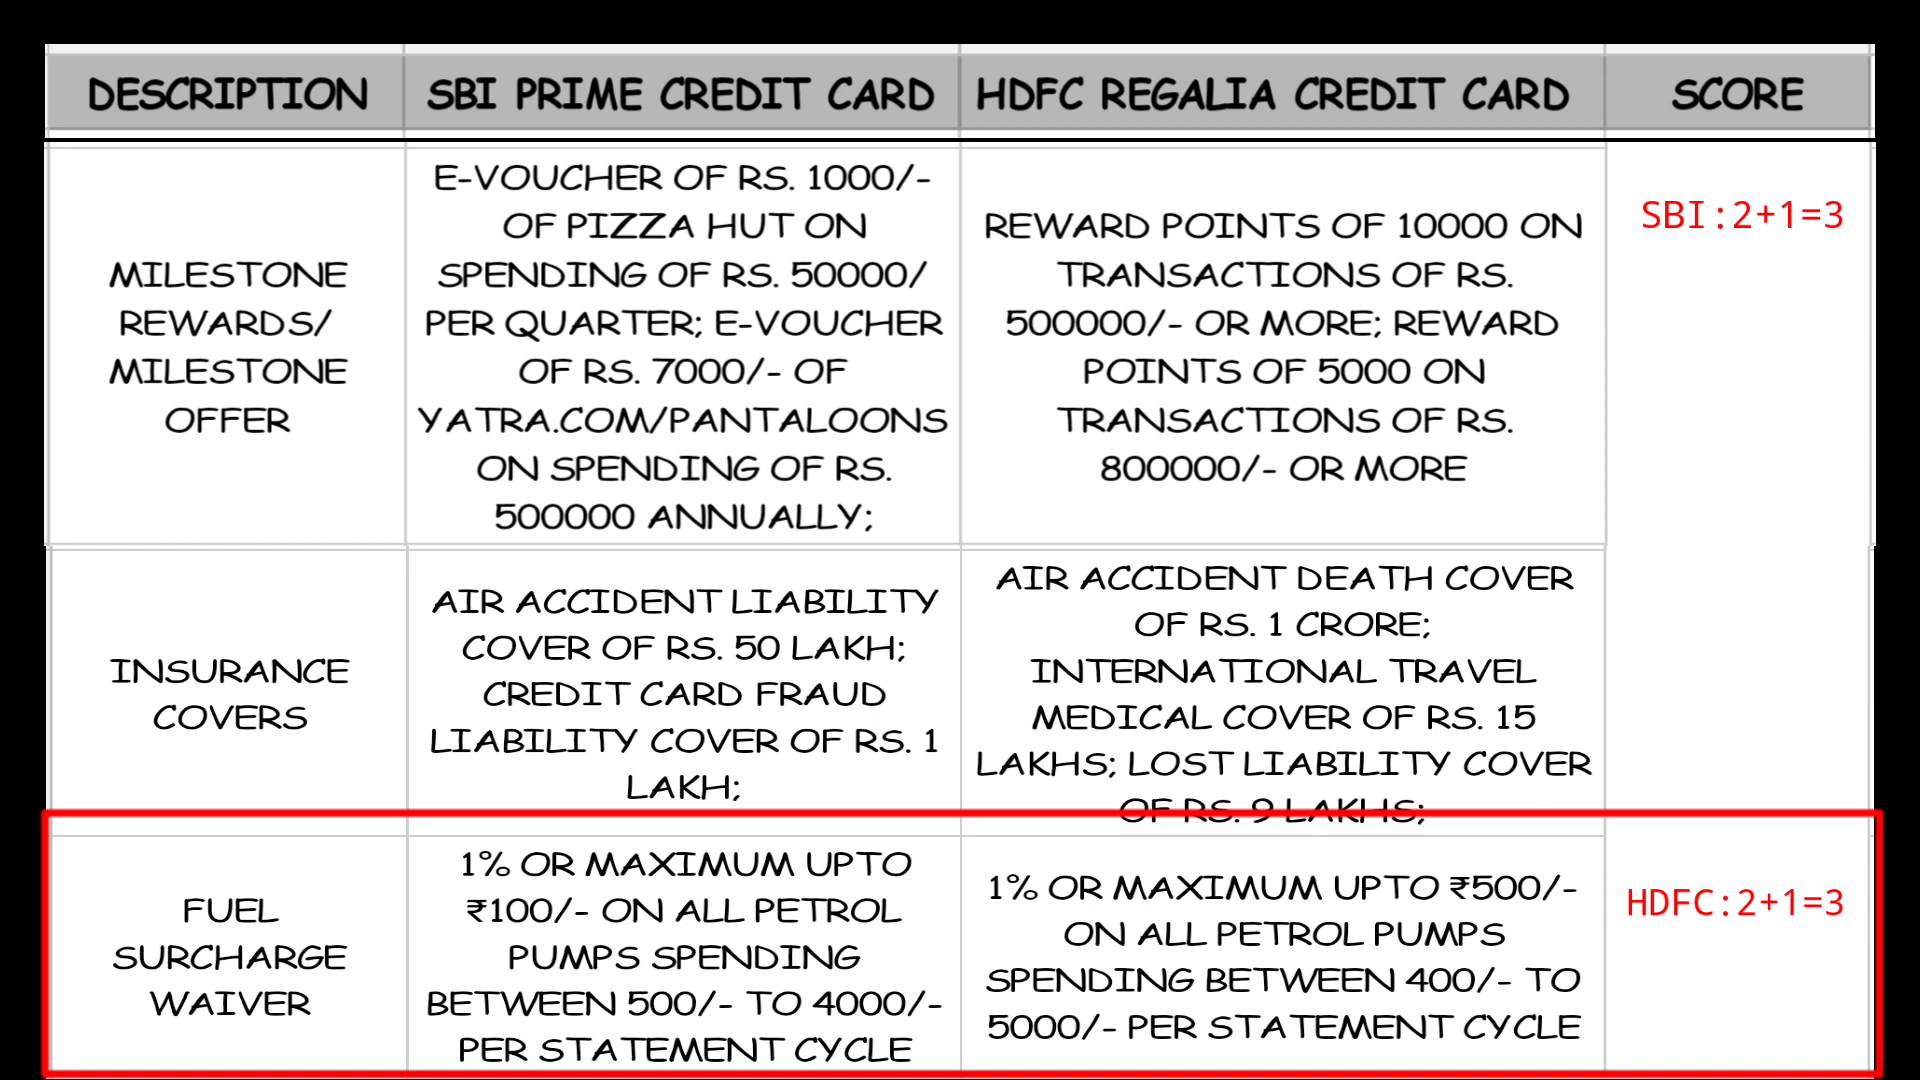 DESCRIPTION
SBI PRIME CREDIT CARD
HDFC REGALIA CREDIT CARD
SCORE
MILESTONE
REWARDS/
MILESTONE
OFFER
E-VOUCHER OF RS. 1000/-
OF PIZZA HUT ON
SPENDING OF RS. 50000/
PER QUARTER; E-VOUCHER
OF RS. 7000/- OF
YATRA.COM/PANTALOONS
ON SPENDING OF RS.
500000 ANNUALLY;
REWARD POINTS OF 10000 ON
TRANSACTIONS OF RS.
500000/- OR MORE; REWARD
POINTS OF 5000 ON
TRANSACTIONS OF RS.
800000/- OR MORE
SBI:2+1=3
INSURANCE
COVERS
AIR ACCIDENT LIABILITY
COVER OF RS. 50 LAKH;
CREDIT CARD FRAUD
LIABILITY COVER OF RS. 1
LAKH;
AIR ACCIDENT DEATH COVER
OF RS. 1 CRORE;
INTERNATIONAL TRAVEL
MEDICAL COVER OF RS. 15
LAKHS; LOST LIABILITY COVER
OF RS. 9 LAKHS;
FUEL
SURCHARGE
WAIVER
1% OR MAXIMUM UPTO
₹100/- ON ALL PETROL
PUMPS SPENDING
BETWEEN 500/- TO 4000/-
PER STATEMENT CYCLE
1% OR MAXIMUM UPTO ₹500/-
ON ALL PETROL PUMPS
SPENDING BETWEEN 400/- TO
5000/- PER STATEMENT CYCLE
HDFC:2+1=3